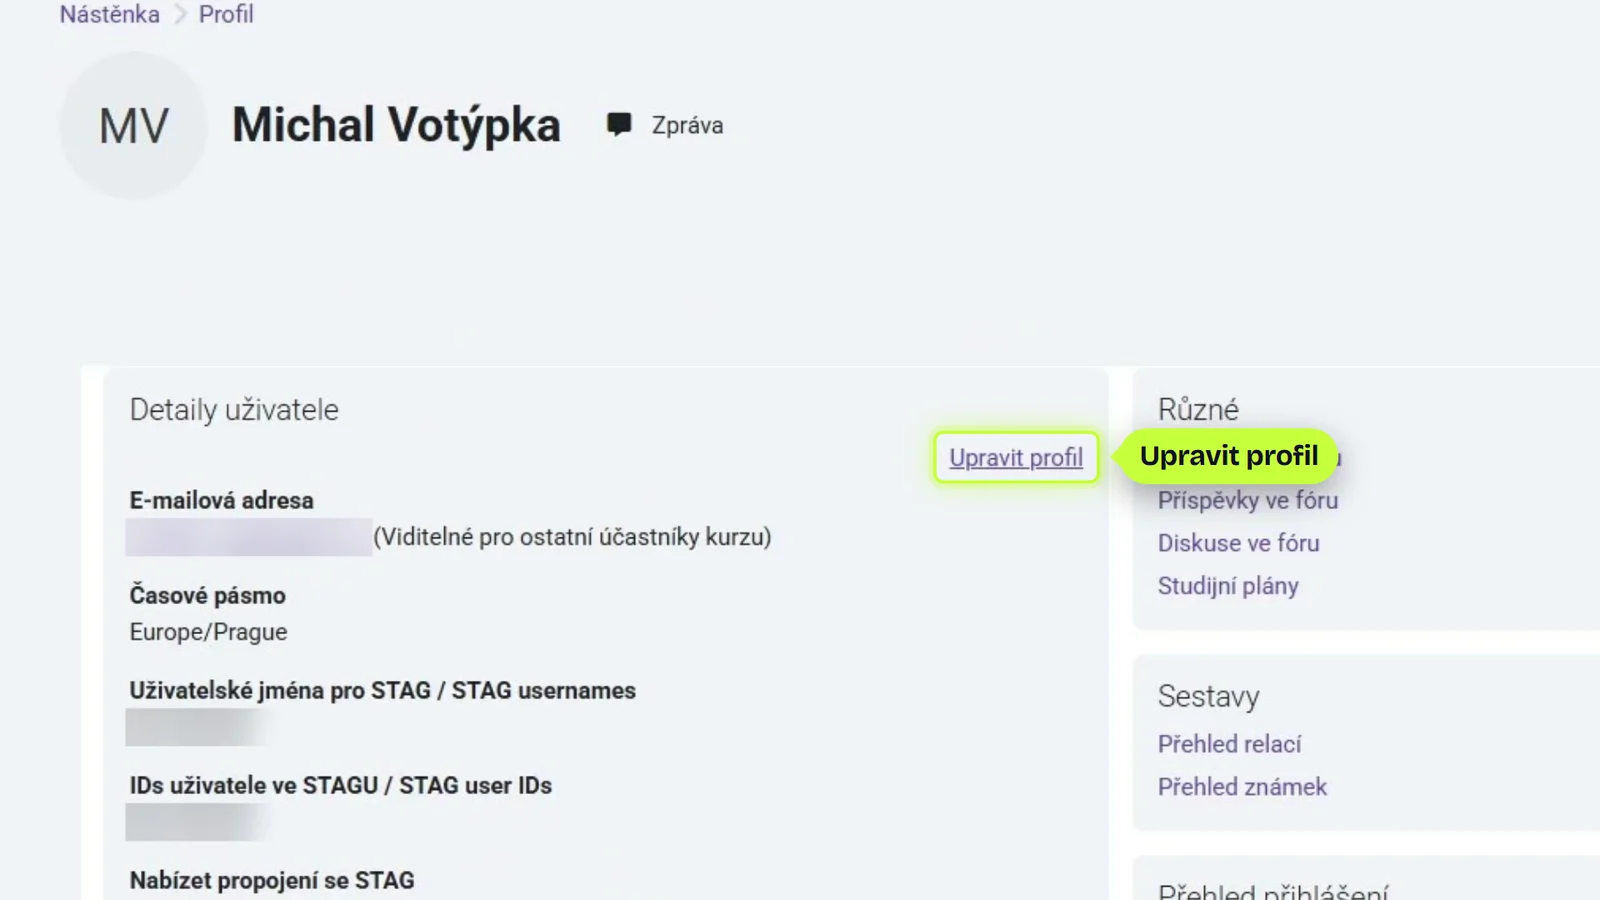 Nástěnka
Profil
MV
Michal Votýpka
Zpráva
Detaily uživatele
Upravit profil
E-mailová adresa
(Viditelné pro ostatní účastníky kurzu)
Časové pásmo
Europe/Prague
Uživatelské jména pro STAG / STAG usernames
IDs uživatele ve STAGU / STAG user IDs
Nabízet propojení se STAG
Různé
Upravit profil
Příspěvky ve fóru
Diskuse ve fóru
Studijní plány
Sestavy
Přehled relací
Přehled známek
Přehled přihlášení